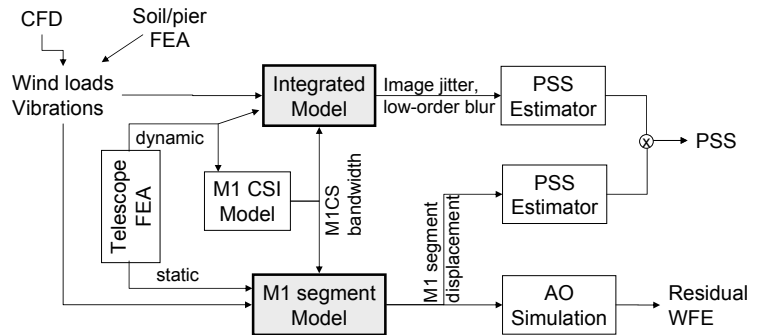 CFD
Soil/pier
FEA
Wind loads
Vibrations
Integrated
Model
Image jitter,
low-order blur
PSS
Estimator
x
PSS
dynamic
Telescope
FEA
M1 CSI
Model
M1CS
bandwidth
PSS
Estimator
static
M1 segment
Model
M1 segment
displacement
AO
Simulation
Residual
WFE